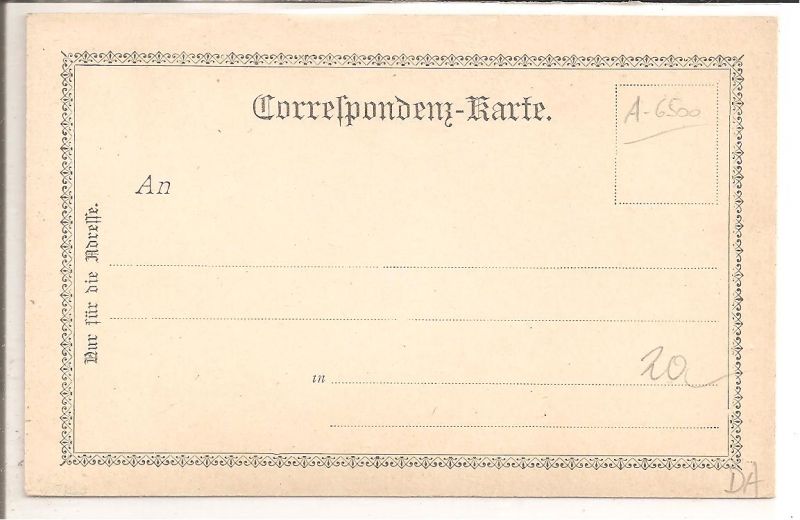 Correſpondenz-Karte.
A-6500
An
Nur für die Adreſſe.
in
20
DA